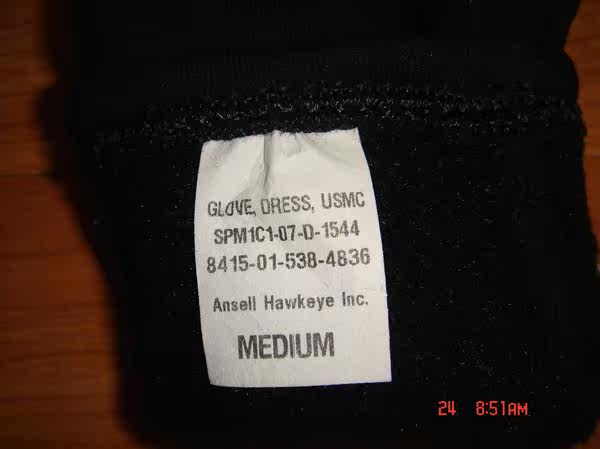 GLOVE, DRESS, USMC
SPM1C1-07-D-1544
8415-01-538-4836
Ansell Hawkeye Inc.
MEDIUM
24 8:51AM